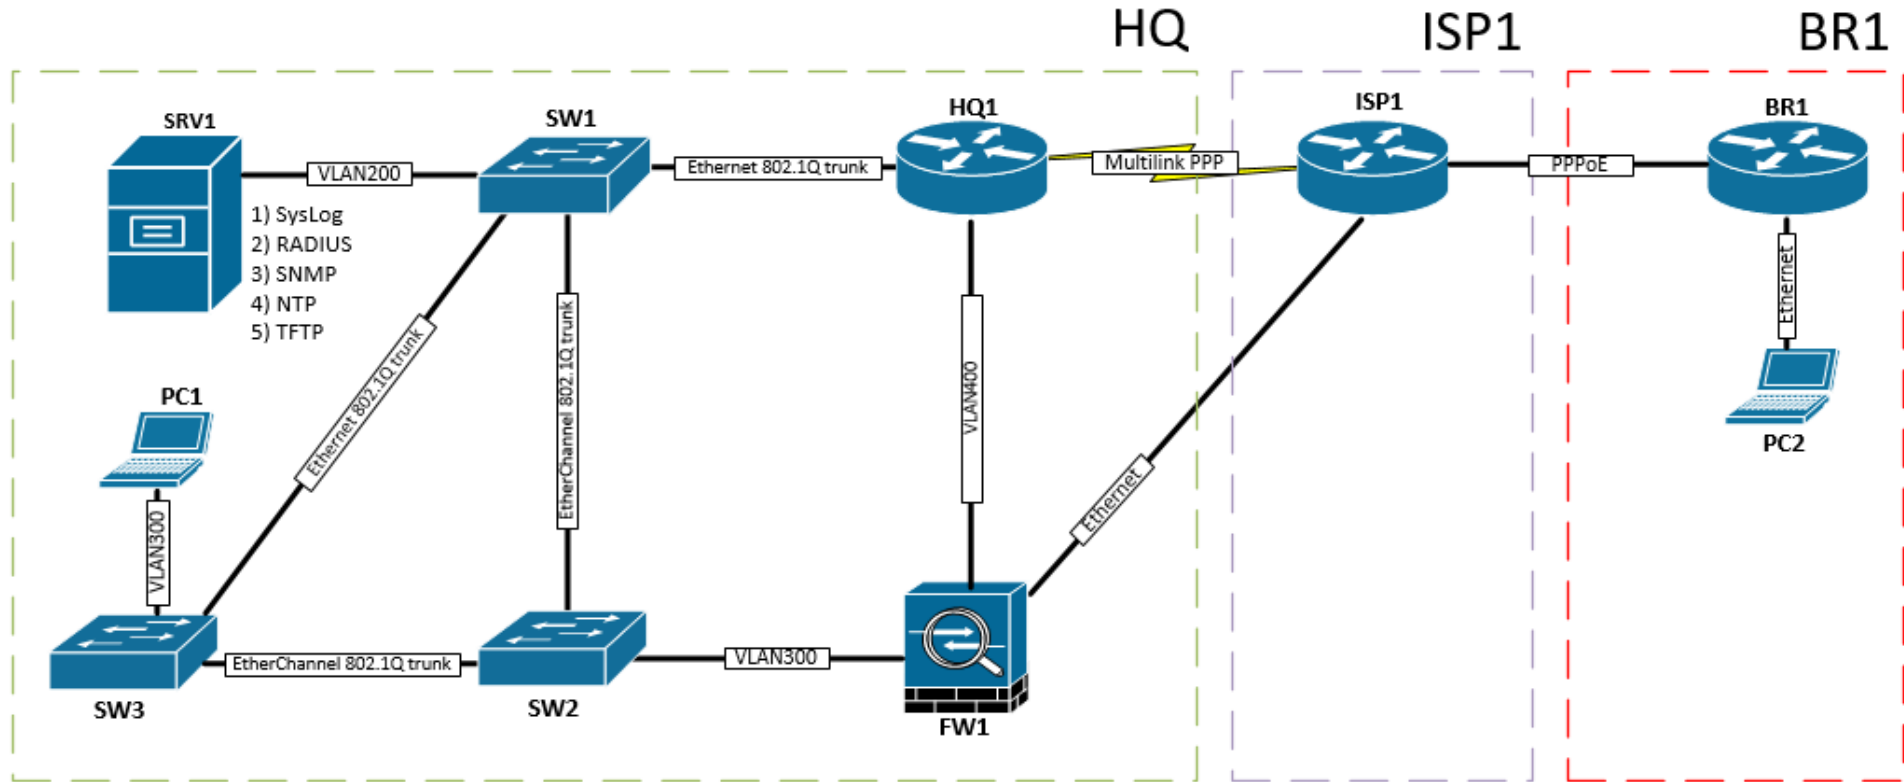 HQ
ISP1
BR1
SRV1
SW1
HQ1
ISP1
BR1
VLAN200
Ethernet 802.1Q trunk
Multilink PPP
PPPoE
1) SysLog
2) RADIUS
3) SNMP
4) NTP
5) TFTP
Ethernet 802.1Q trunk
EtherChannel 802.1Q trunk
VLAN400
Ethernet
Ethernet
PC1
PC2
VLAN300
EtherChannel 802.1Q trunk
VLAN300
SW3
SW2
FW1